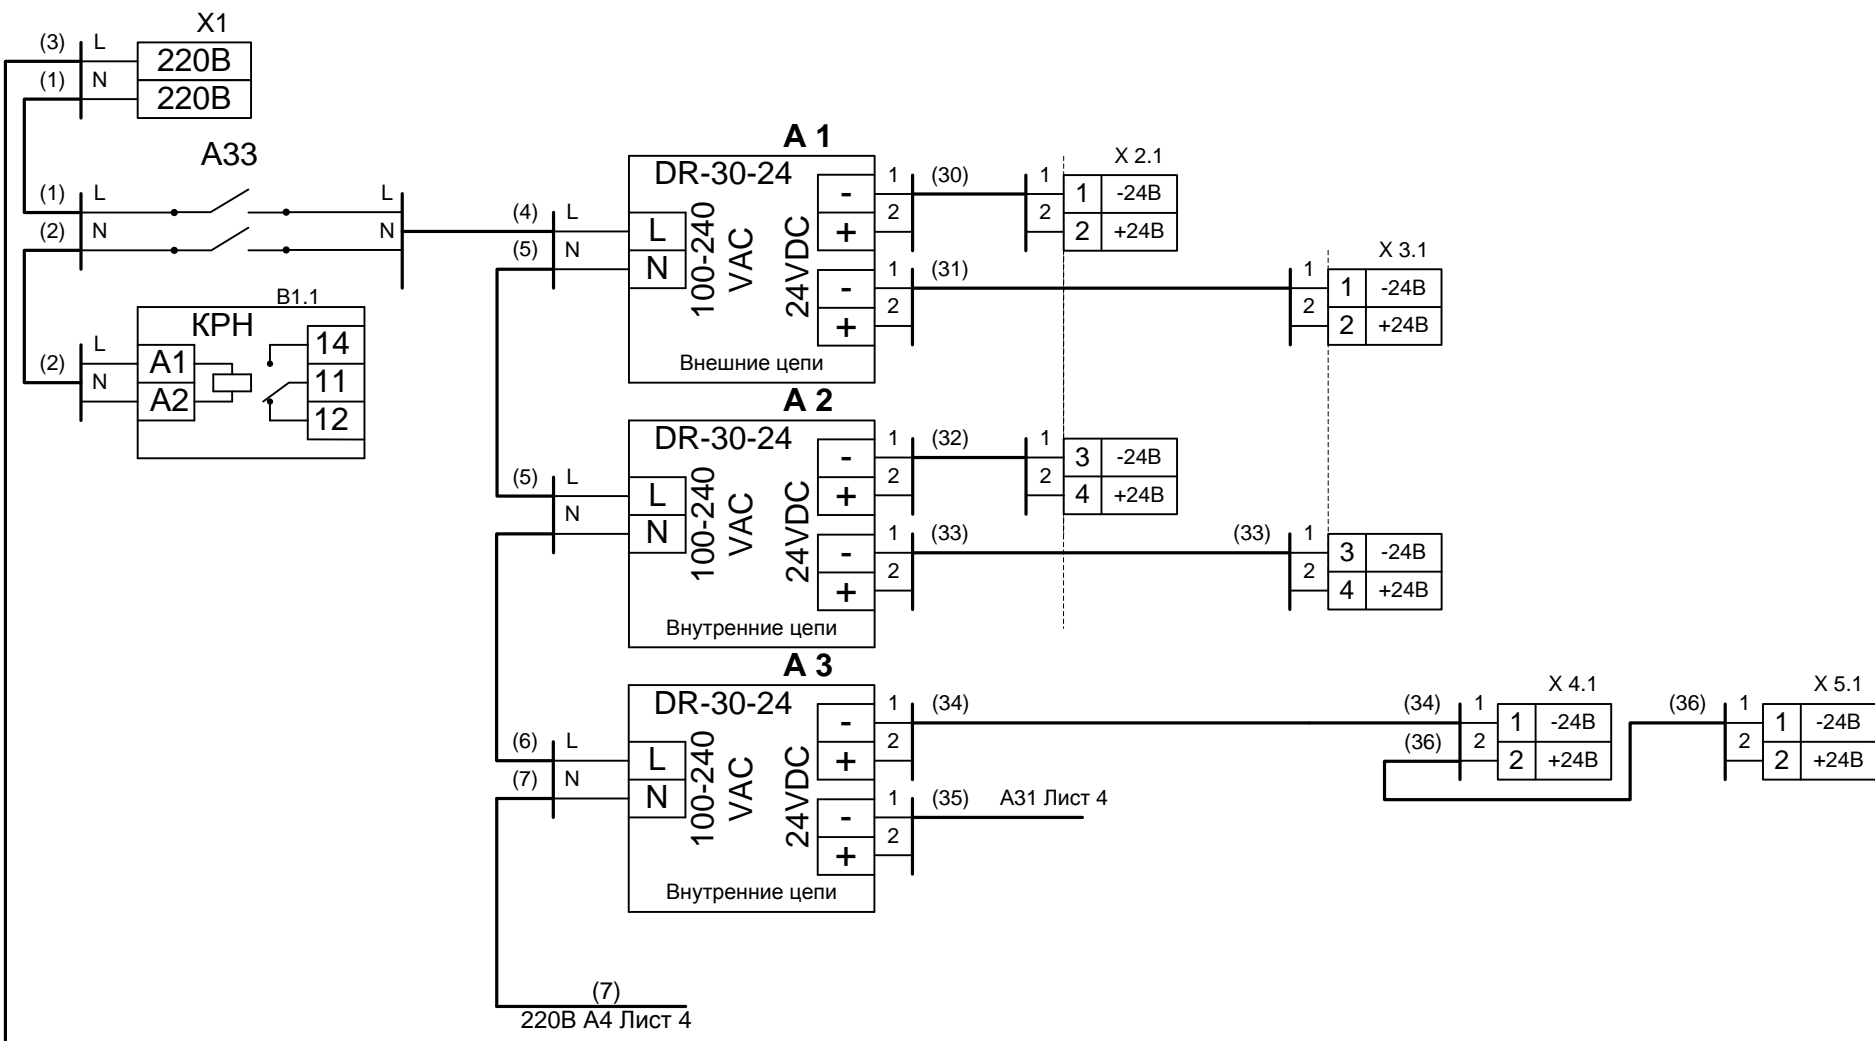 X1
(3) L 220В
(1) N 220В
А33
(1) L L
(2) N N
В1.1
КРН
(2) L А1 14
N А2 11
12
А 1
DR-30-24
(4) L L
(5) N N
100-240
VAC
24VDC
- 1 (30)
+ 2
- 1 (31)
+ 2
Внешние цепи
X 2.1
1 1 -24В
2 2 +24В
X 3.1
1 1 -24В
2 2 +24В
А 2
DR-30-24
(5) L L
N N
100-240
VAC
24VDC
- 1 (32)
+ 2
- 1 (33)
+ 2
Внутренние цепи
1 3 -24В
2 4 +24В
(33) 1 3 -24В
2 4 +24В
А 3
DR-30-24
(6) L L
(7) N N
100-240
VAC
24VDC
- 1 (34)
+ 2
- 1 (35) А31 Лист 4
+ 2
Внутренние цепи
X 4.1
(34) 1 1 -24В
(36) 2 2 +24В
X 5.1
(36) 1 1 -24В
2 2 +24В
(7)
220В А4 Лист 4